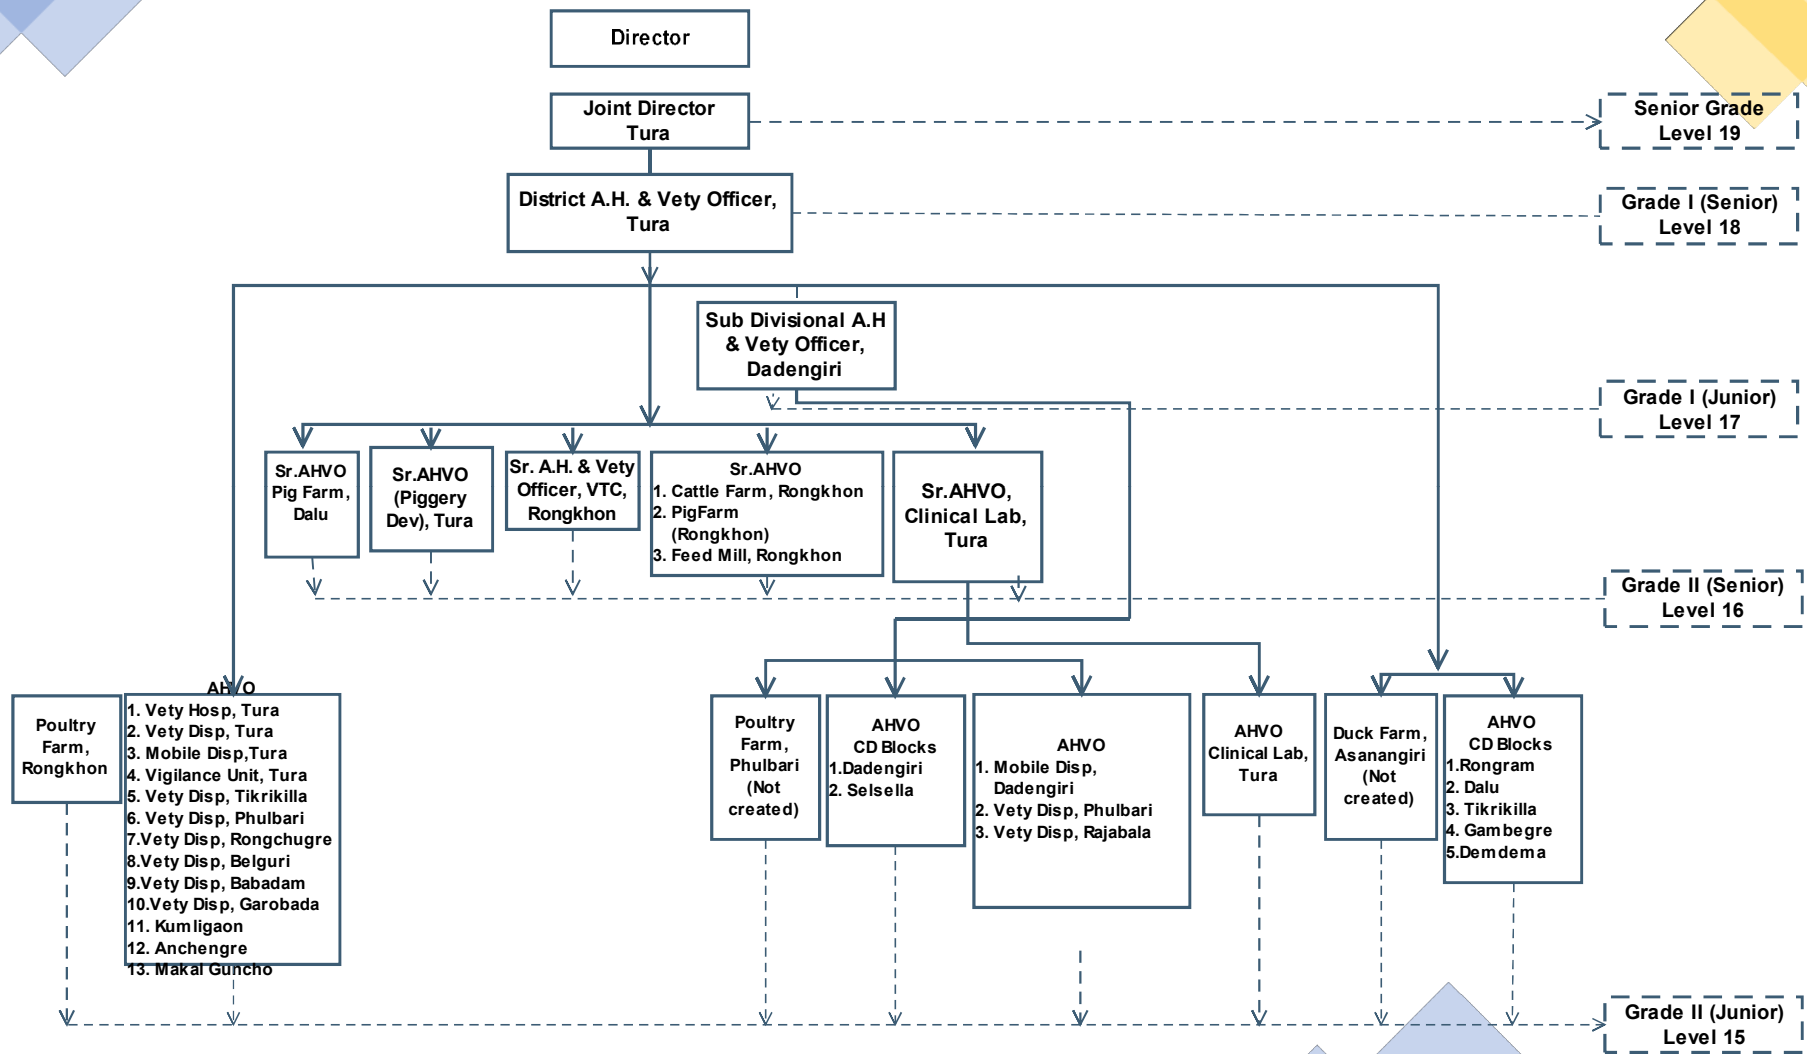 Director
Joint Director
Tura
Senior Grade
Level 19
District A.H. & Vety Officer,
Tura
Grade I (Senior)
Level 18
Sub Divisional A.H
& Vety Officer,
Dadengiri
Grade I (Junior)
Level 17
Sr.AHVO
Pig Farm,
Dalu
Sr.AHVO
(Piggery
Dev), Tura
Sr. A.H. & Vety
Officer, VTC,
Rongkhon
Sr.AHVO
1. Cattle Farm, Rongkhon
2. PigFarm
(Rongkhon)
3. Feed Mill, Rongkhon
Sr.AHVO,
Clinical Lab,
Tura
Grade II (Senior)
Level 16
Poultry
Farm,
Rongkhon
AHVO
1. Vety Hosp, Tura
2. Vety Disp, Tura
3. Mobile Disp,Tura
4. Vigilance Unit, Tura
5. Vety Disp, Tikrikilla
6. Vety Disp, Phulbari
7.Vety Disp, Rongchugre
8.Vety Disp, Belguri
9.Vety Disp, Babadam
10.Vety Disp, Garobada
11. Kumligaon
12. Anchengre
13. Makal Guncho
Poultry
Farm,
Phulbari
(Not
created)
AHVO
CD Blocks
1.Dadengiri
2. Selsella
AHVO
1. Mobile Disp,
Dadengiri
2. Vety Disp, Phulbari
3. Vety Disp, Rajabala
AHVO
Clinical Lab,
Tura
Duck Farm,
Asanangiri
(Not
created)
AHVO
CD Blocks
1.Rongram
2. Dalu
3. Tikrikilla
4. Gambegre
5.Demdema
Grade II (Junior)
Level 15